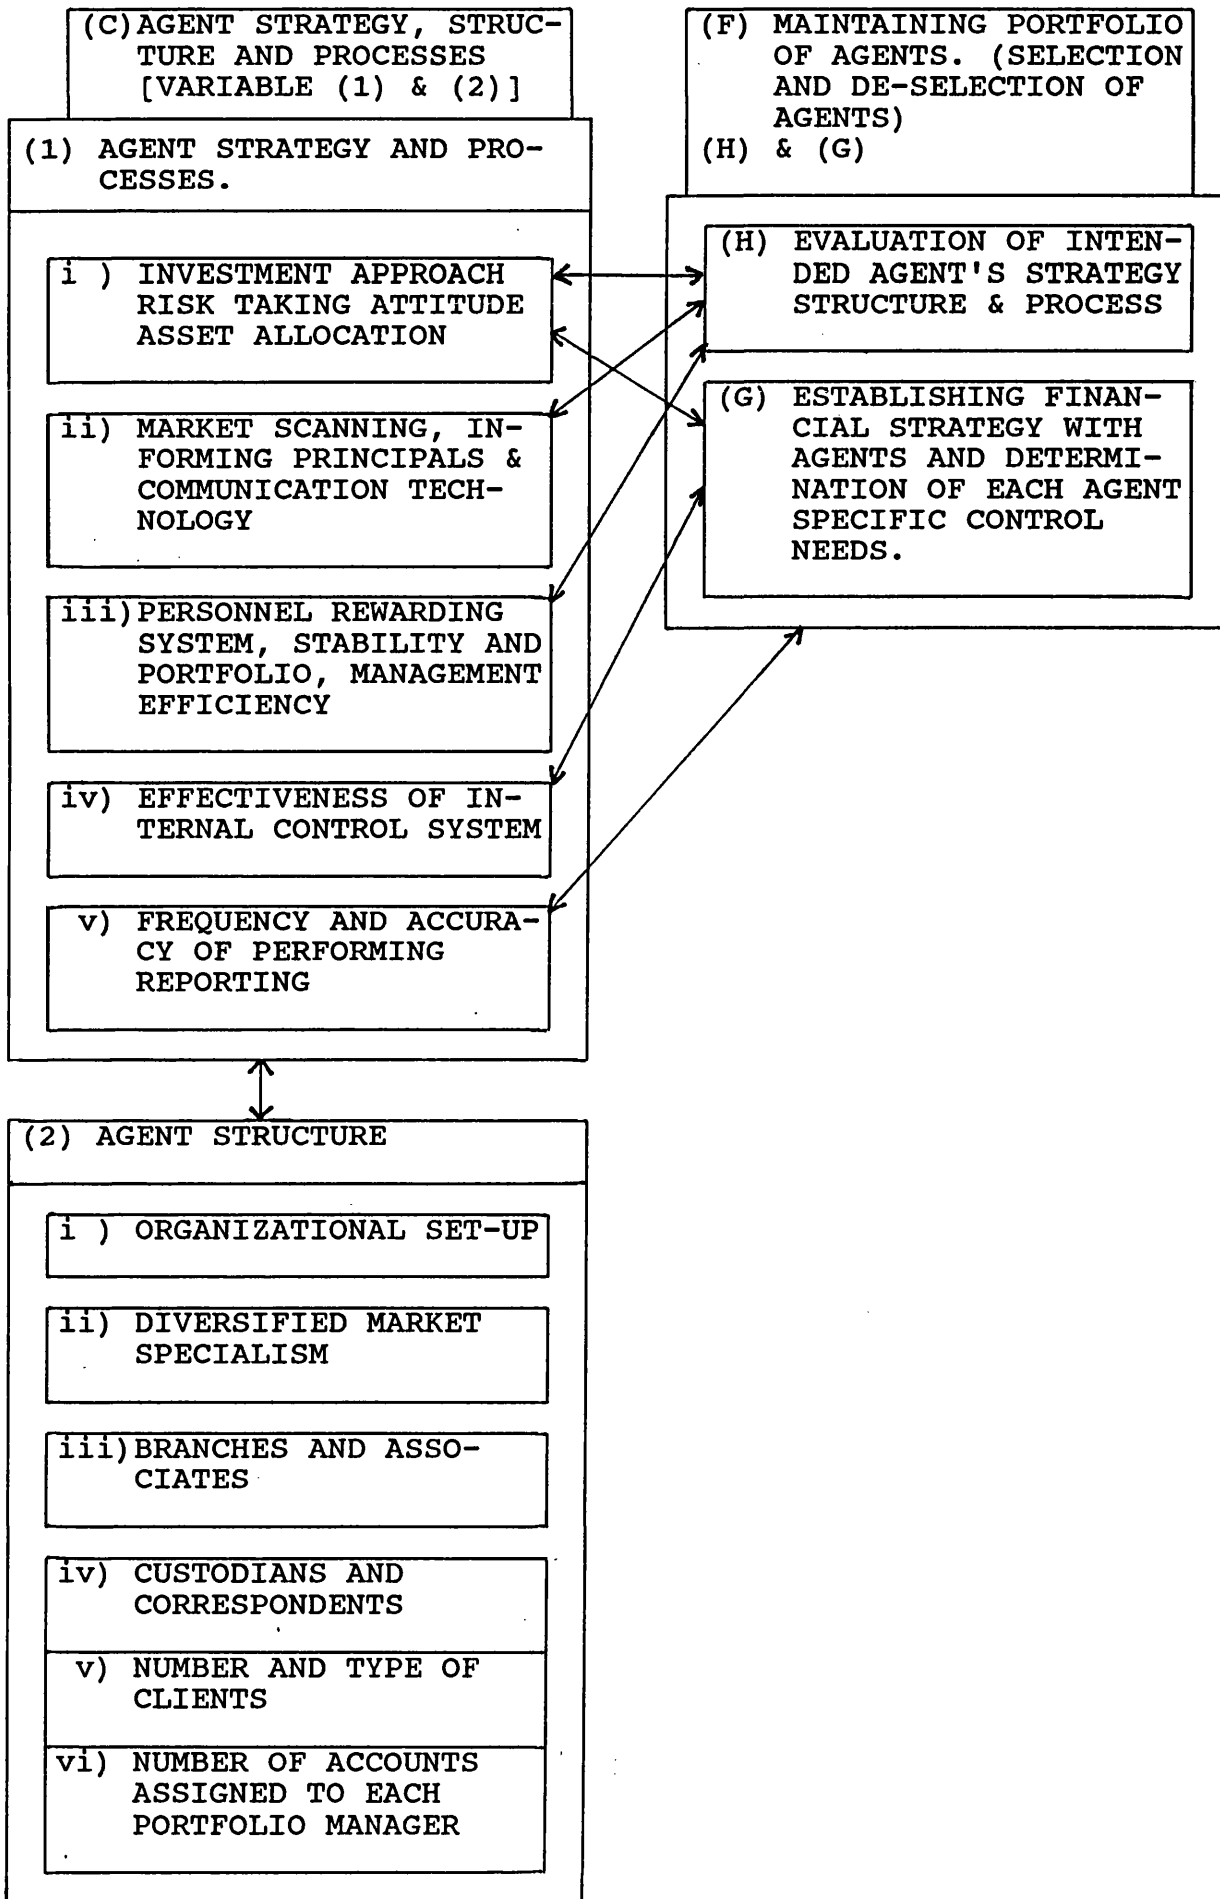 (C) AGENT STRATEGY, STRUC-
TURE AND PROCESSES
[VARIABLE (1) & (2)]
(1) AGENT STRATEGY AND PRO-
CESSES.
i ) INVESTMENT APPROACH
RISK TAKING ATTITUDE
ASSET ALLOCATION
ii) MARKET SCANNING, IN-
FORMING PRINCIPALS &
COMMUNICATION TECH-
NOLOGY
iii) PERSONNEL REWARDING
SYSTEM, STABILITY AND
PORTFOLIO, MANAGEMENT
EFFICIENCY
iv) EFFECTIVENESS OF IN-
TERNAL CONTROL SYSTEM
v) FREQUENCY AND ACCURA-
CY OF PERFORMING
REPORTING
(F) MAINTAINING PORTFOLIO
OF AGENTS. (SELECTION
AND DE-SELECTION OF
AGENTS)
(H) & (G)
(H) EVALUATION OF INTEN-
DED AGENT'S STRATEGY
STRUCTURE & PROCESS
(G) ESTABLISHING FINAN-
CIAL STRATEGY WITH
AGENTS AND DETERMI-
NATION OF EACH AGENT
SPECIFIC CONTROL
NEEDS.
(2) AGENT STRUCTURE
i ) ORGANIZATIONAL SET-UP
ii) DIVERSIFIED MARKET
SPECIALISM
iii) BRANCHES AND ASSO-
CIATES
iv) CUSTODIANS AND
CORRESPONDENTS
v) NUMBER AND TYPE OF
CLIENTS
vi) NUMBER OF ACCOUNTS
ASSIGNED TO EACH
PORTFOLIO MANAGER